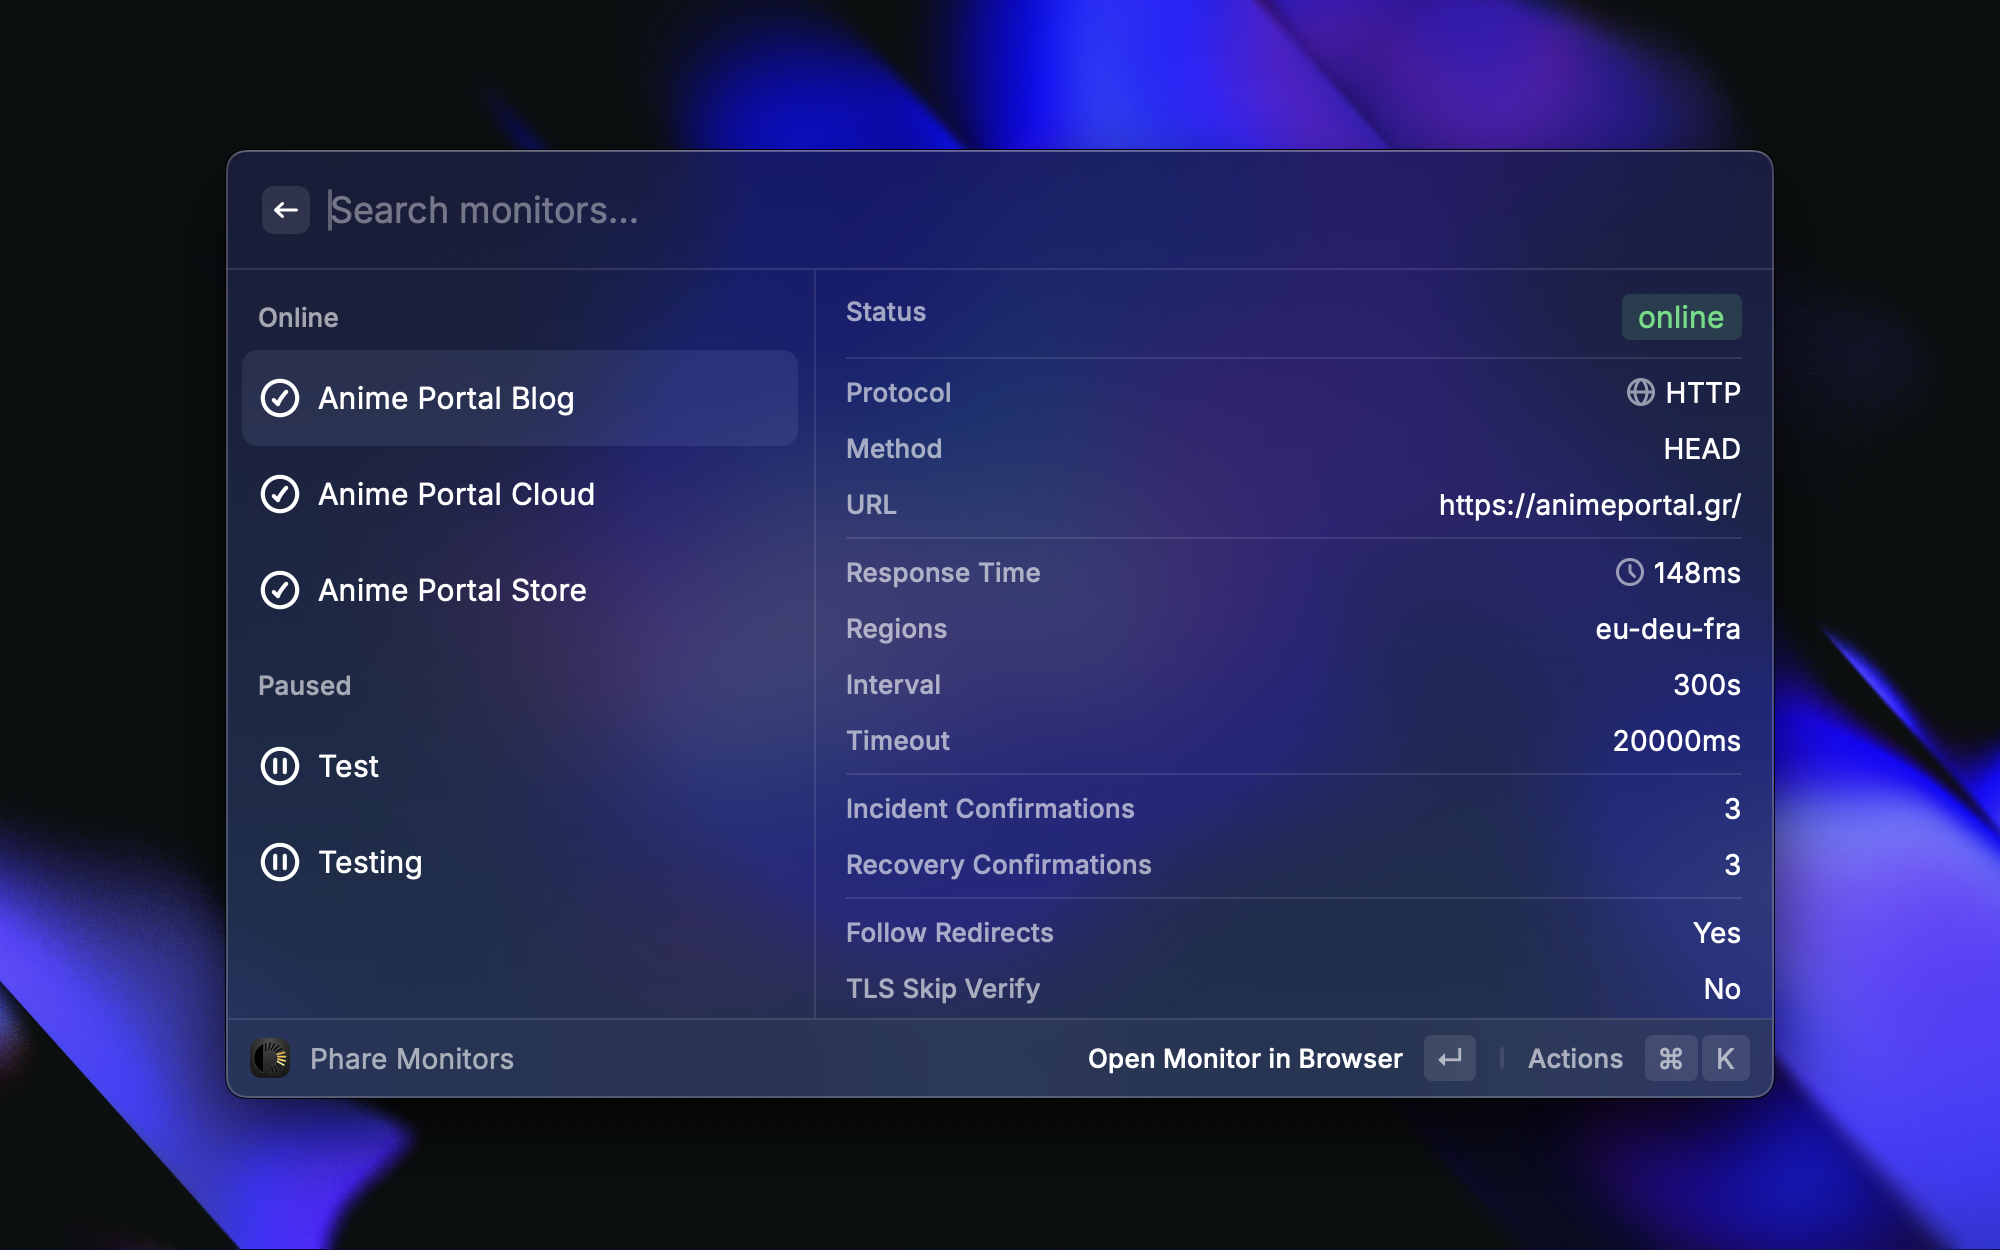 Search monitors...
Online
Anime Portal Blog
Anime Portal Cloud
Anime Portal Store
Paused
Test
Testing
Status online
Protocol HTTP
Method HEAD
URL https://animeportal.gr/
Response Time 148ms
Regions eu-deu-fra
Interval 300s
Timeout 20000ms
Incident Confirmations 3
Recovery Confirmations 3
Follow Redirects Yes
TLS Skip Verify No
Phare Monitors Open Monitor in Browser ↵ Actions ⌘ K